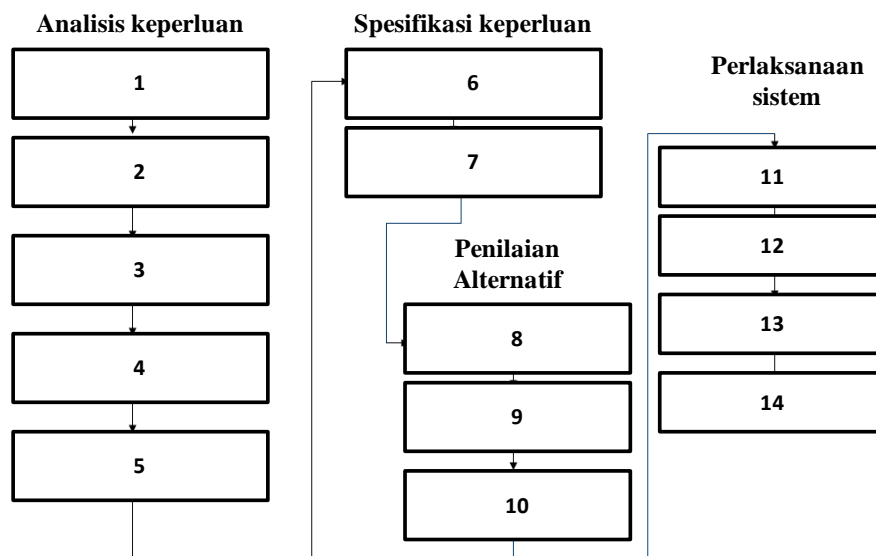 Analisis keperluan
1
2
3
4
5
Spesifikasi keperluan
6
7
Penilaian
Alternatif
8
9
10
Perlaksanaan
sistem
11
12
13
14